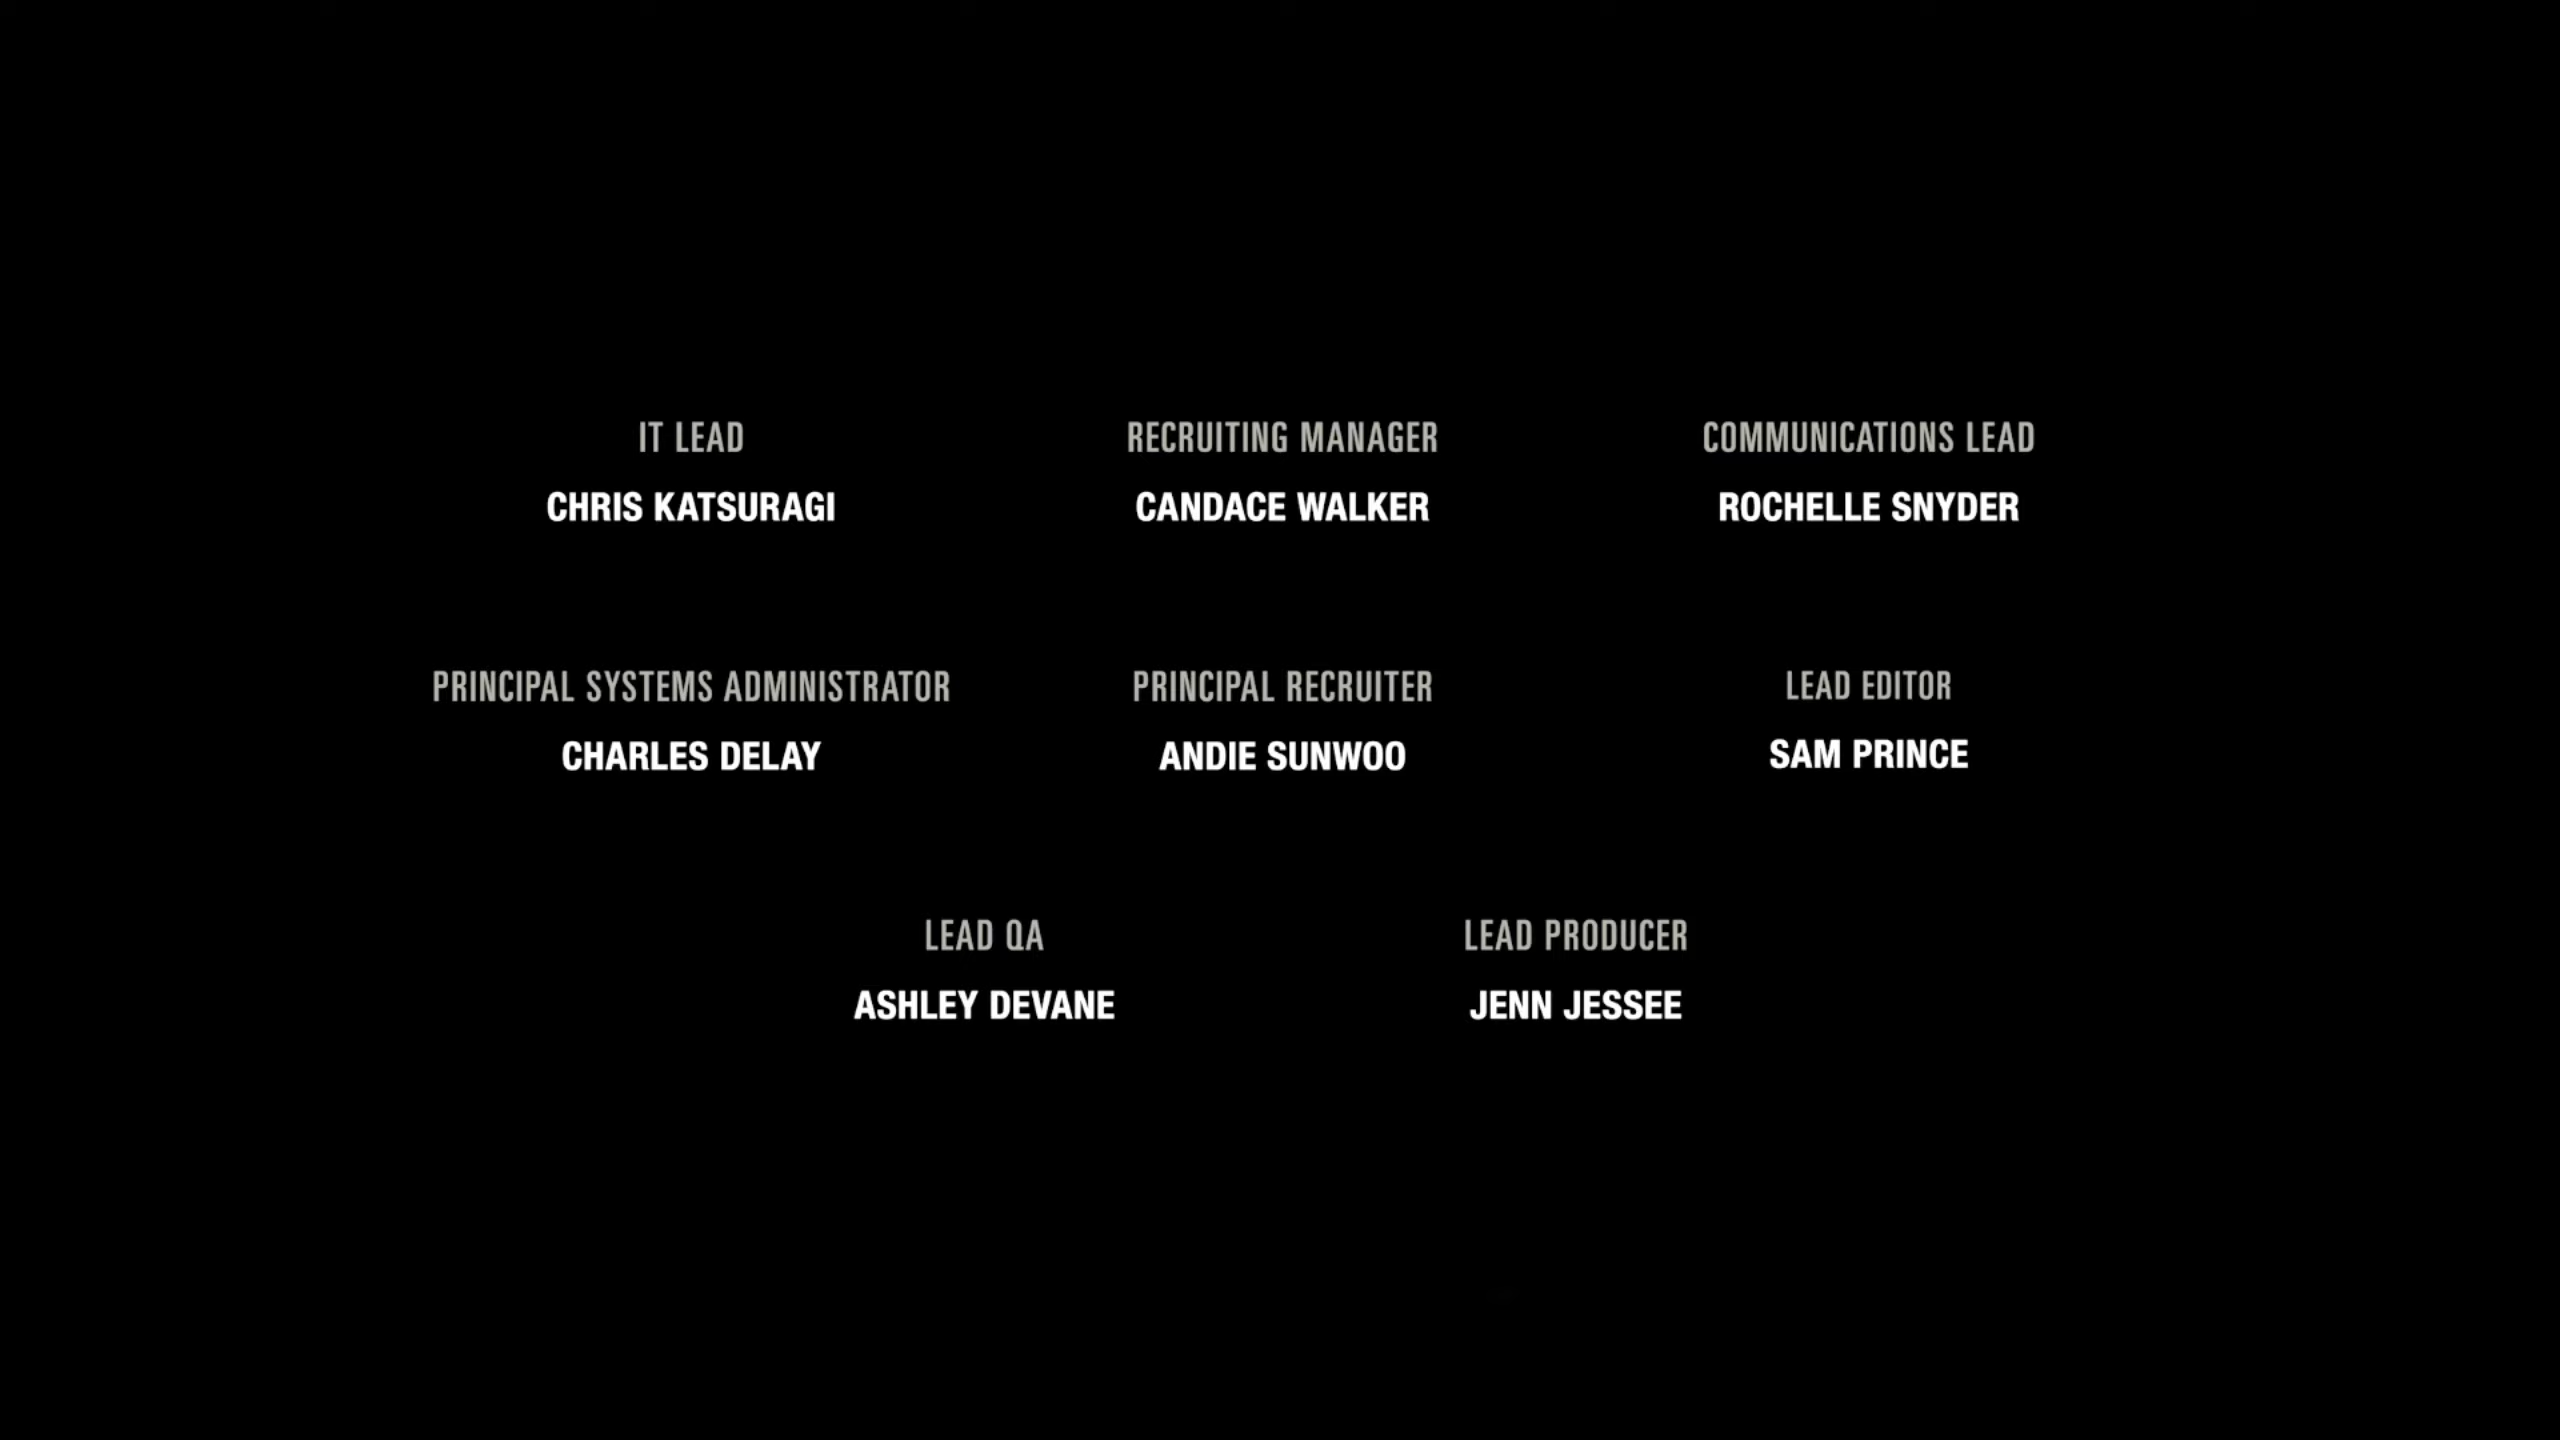 IT LEAD
CHRIS KATSURAGI
RECRUITING MANAGER
CANDACE WALKER
COMMUNICATIONS LEAD
ROCHELLE SNYDER
PRINCIPAL SYSTEMS ADMINISTRATOR
CHARLES DELAY
PRINCIPAL RECRUITER
ANDIE SUNWOO
LEAD EDITOR
SAM PRINCE
LEAD QA
ASHLEY DEVANE
LEAD PRODUCER
JENN JESSEE